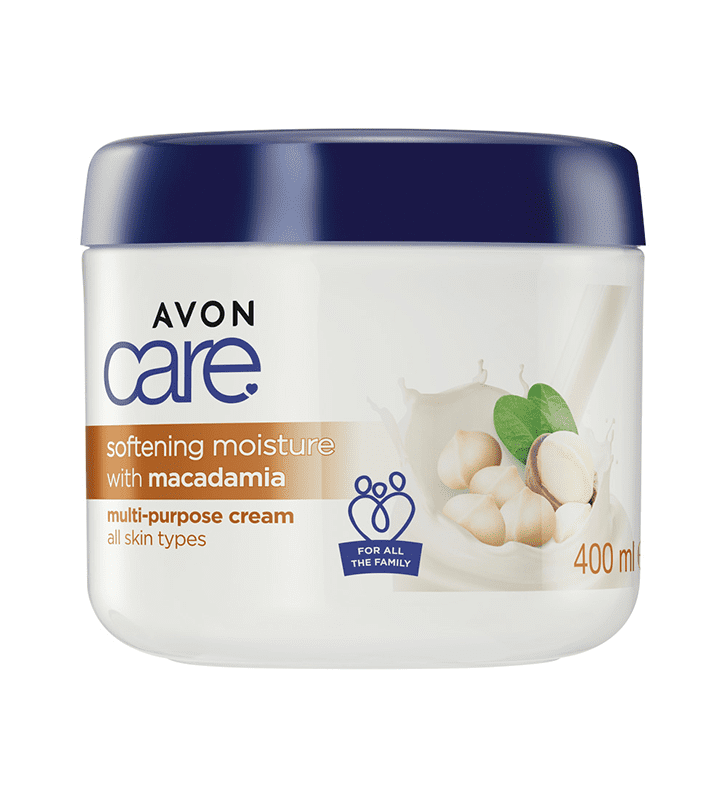 AVON
care
softening moisture
with macadamia
multi-purpose cream
all skin types
FOR ALL
THE FAMILY
400 ml